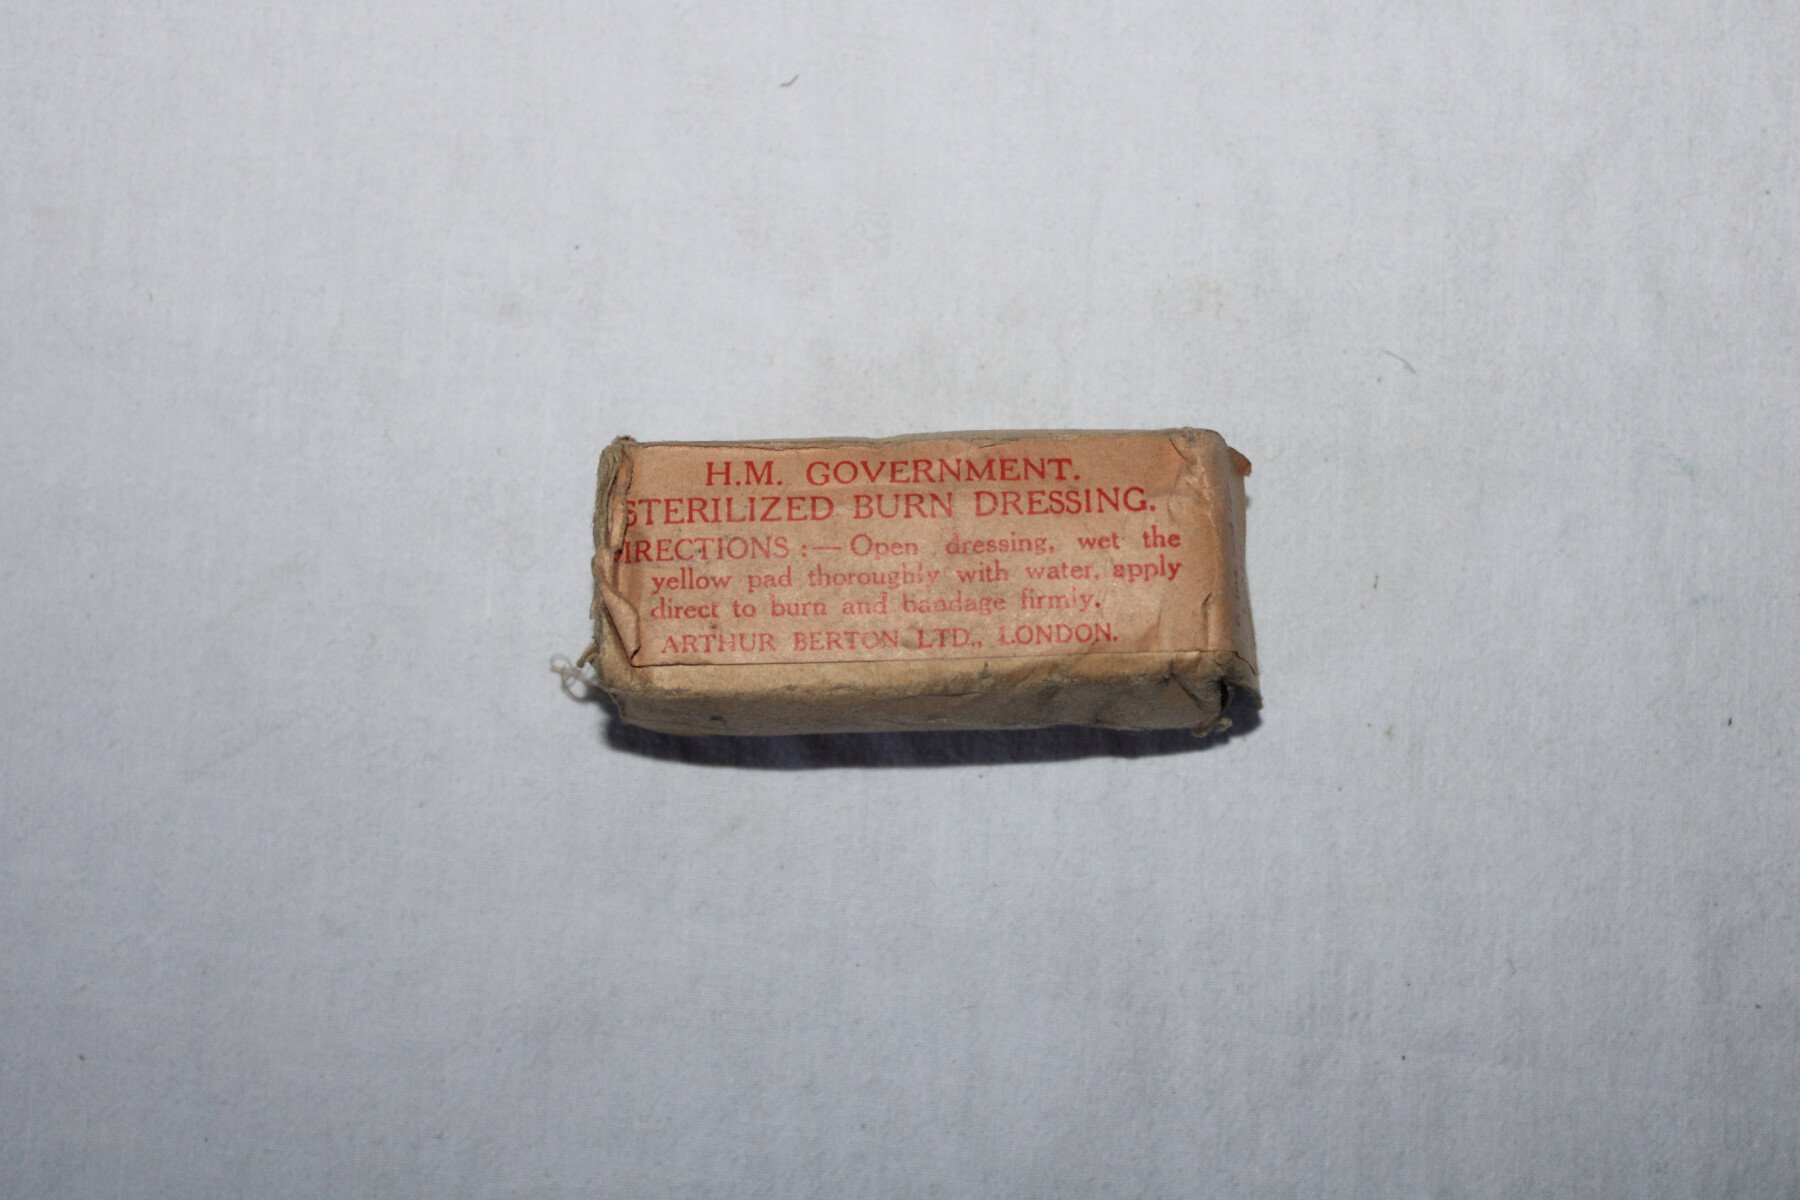 H.M. GOVERNMENT.
STERILIZED BURN DRESSING.
DIRECTIONS :— Open dressing, wet the
yellow pad thoroughly with water, apply
direct to burn and bandage firmly.
ARTHUR BERTON LTD., LONDON.